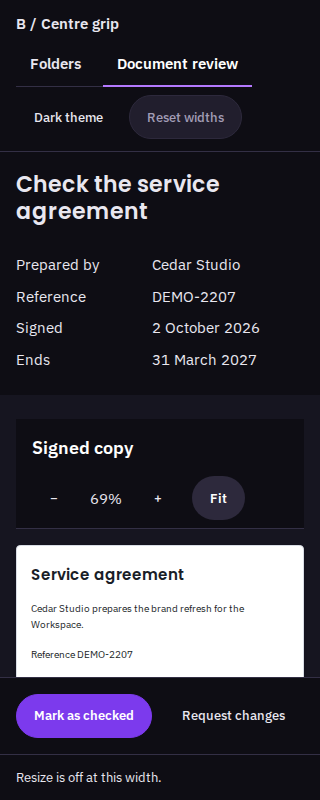 B / Centre grip
Folders Document review
Dark theme Reset widths
Check the service
agreement
Prepared by Cedar Studio
Reference DEMO-2207
Signed 2 October 2026
Ends 31 March 2027
Signed copy
− 69% + Fit
Service agreement
Cedar Studio prepares the brand refresh for the
Workspace.
Reference DEMO-2207
Mark as checked Request changes
Resize is off at this width.